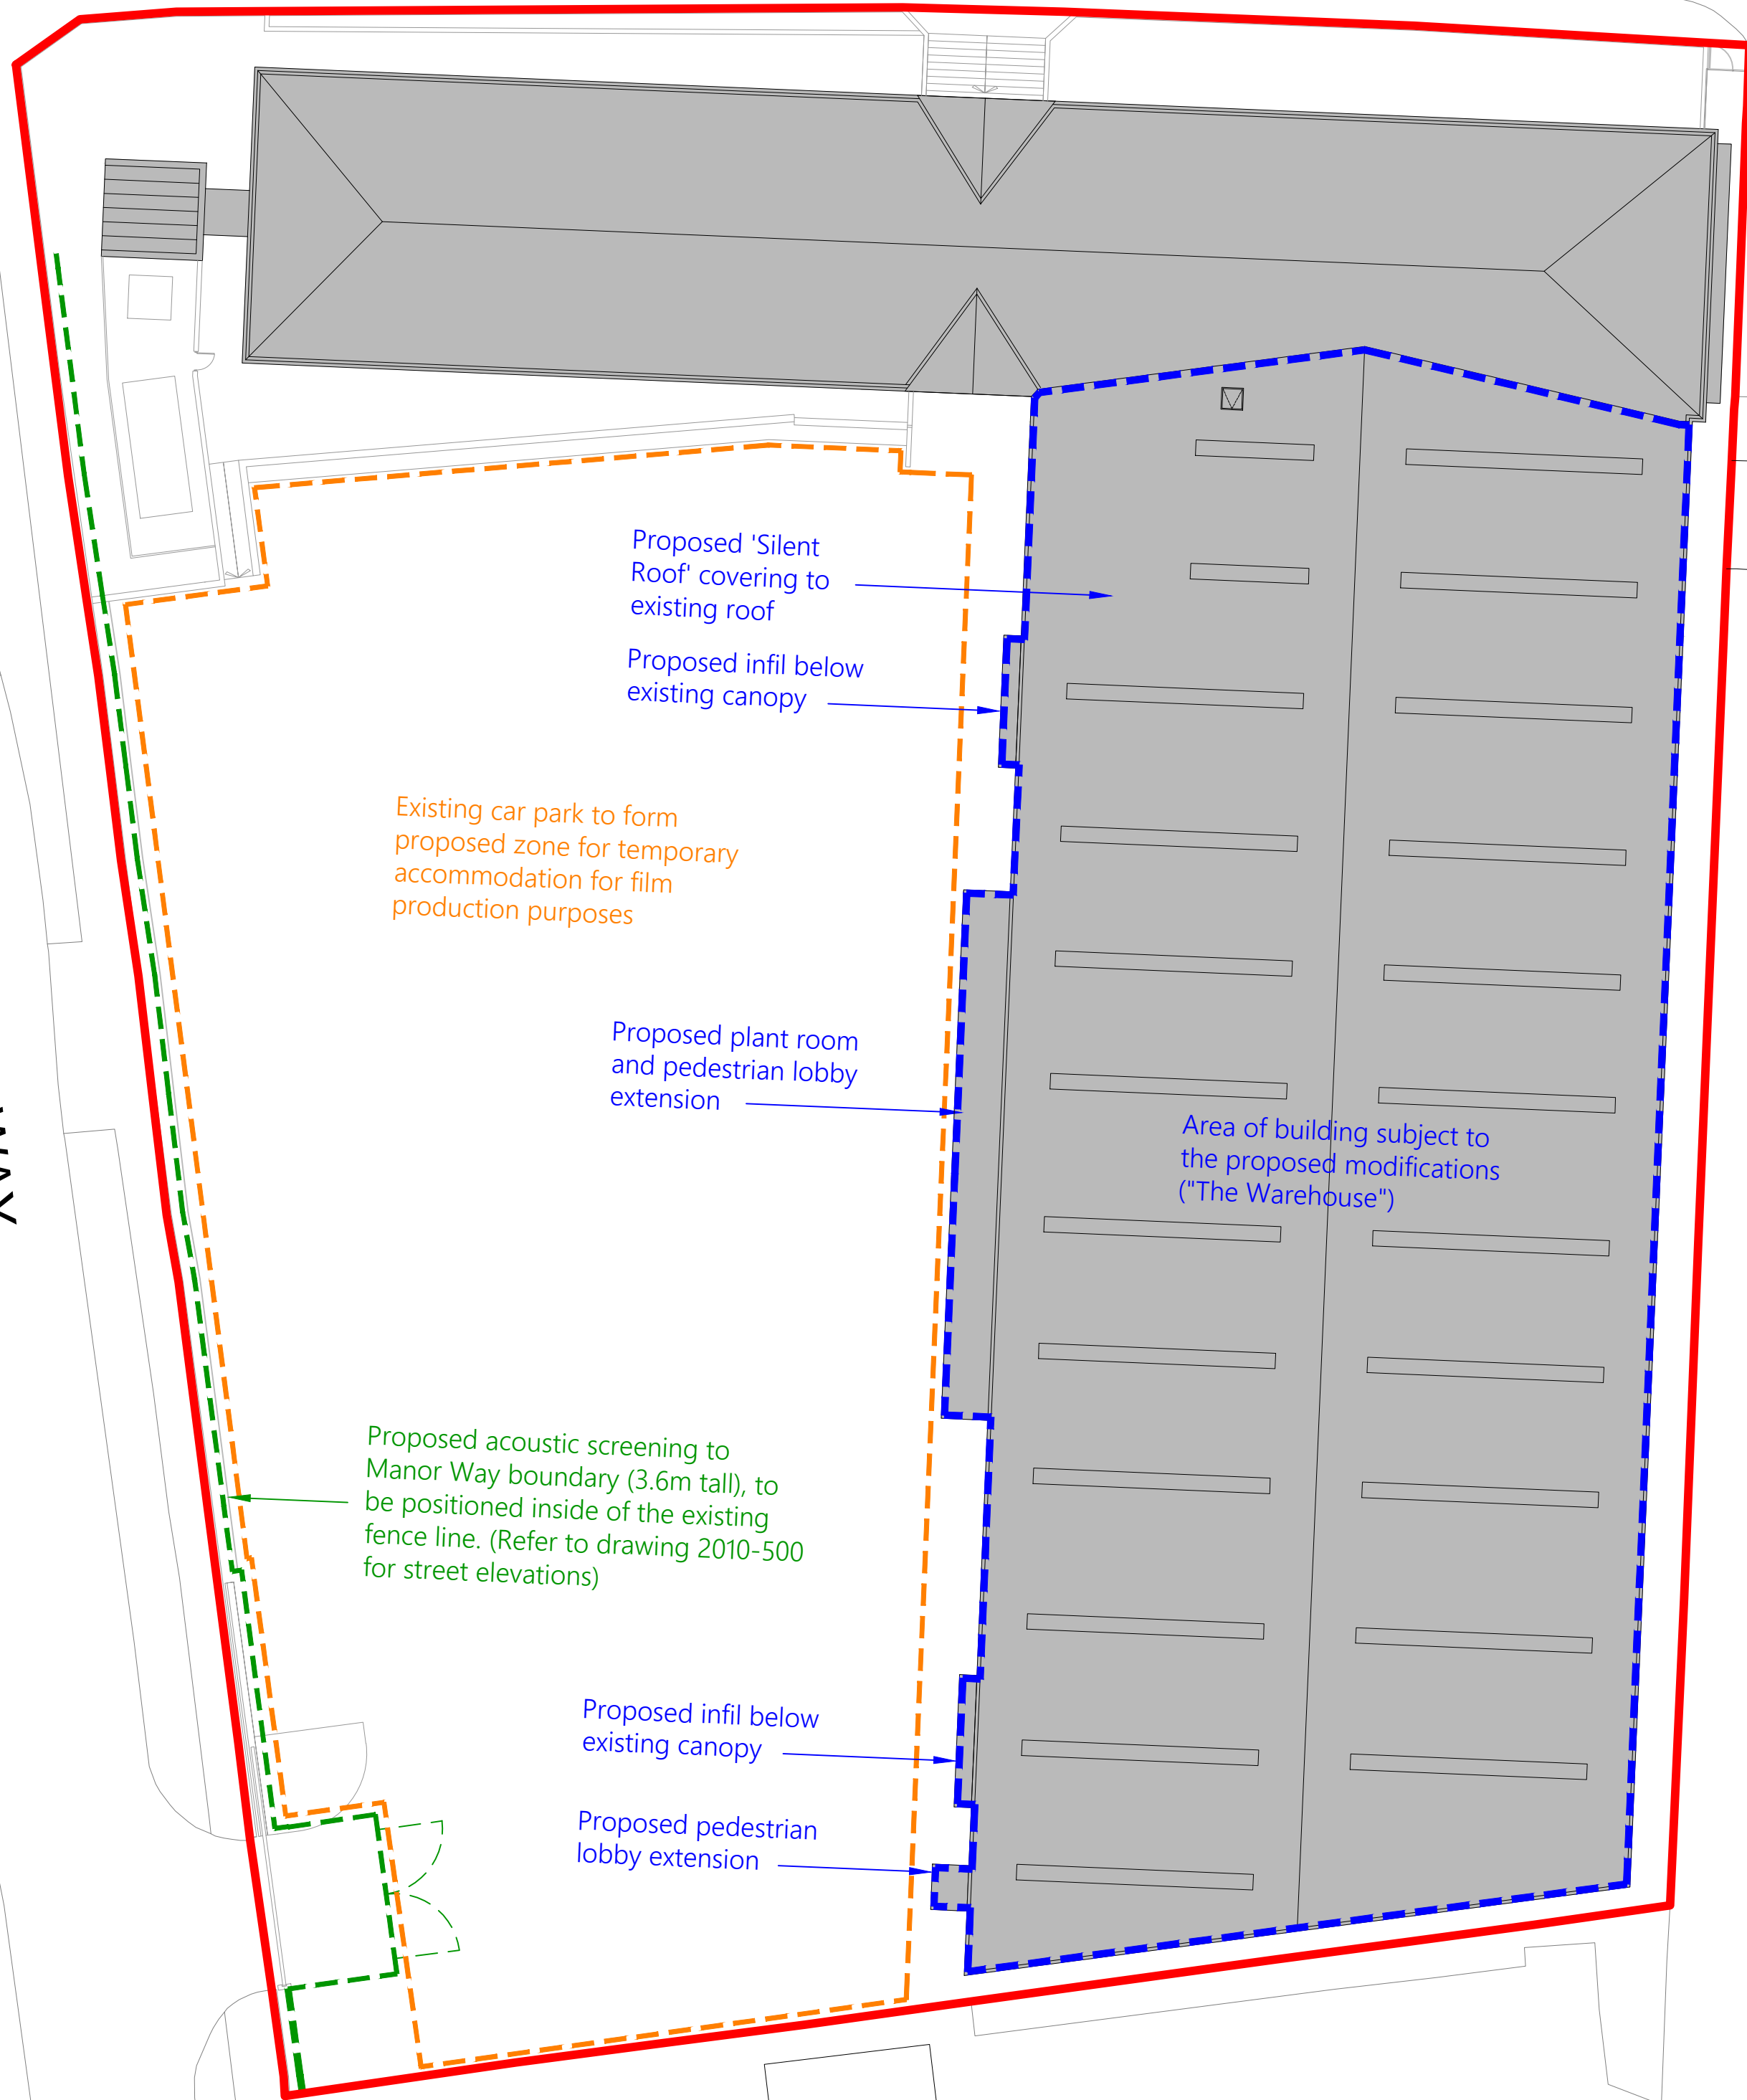 Proposed 'Silent
Roof' covering to
existing roof
Proposed infil below
existing canopy
Existing car park to form
proposed zone for temporary
accommodation for film
production purposes
Proposed plant room
and pedestrian lobby
extension
Area of building subject to
the proposed modifications
("The Warehouse")
WAY
Proposed acoustic screening to
Manor Way boundary (3.6m tall), to
be positioned inside of the existing
fence line. (Refer to drawing 2010-500
for street elevations)
Proposed infil below
existing canopy
Proposed pedestrian
lobby extension